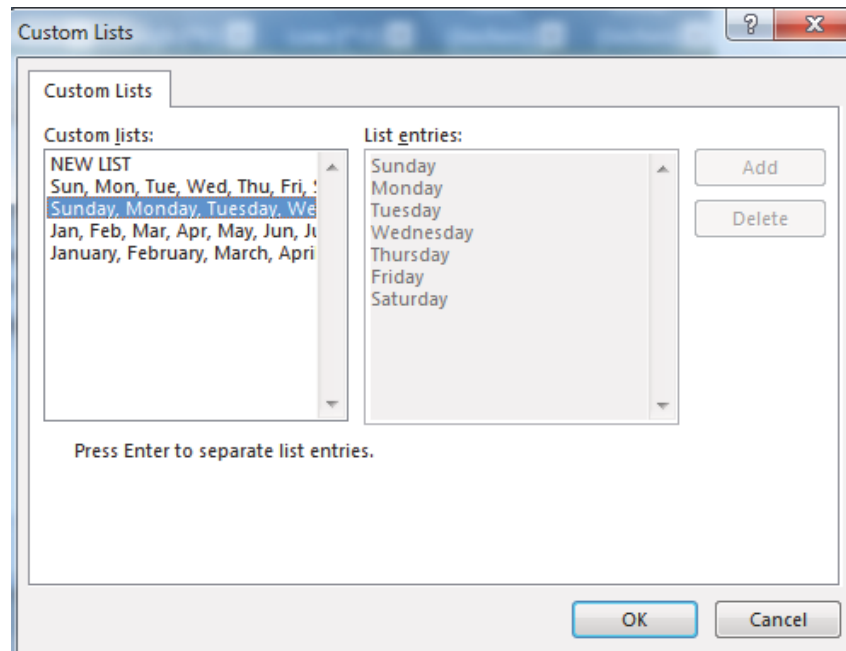 Custom Lists
?
X
Custom Lists
Custom lists:
NEW LIST
Sun, Mon, Tue, Wed, Thu, Fri,
Sunday, Monday, Tuesday, We
Jan, Feb, Mar, Apr, May, Jun,
January, February, March, Apri
List entries:
Sunday
Monday
Tuesday
Wednesday
Thursday
Friday
Saturday
Add
Delete
Press Enter to separate list entries.
OK
Cancel